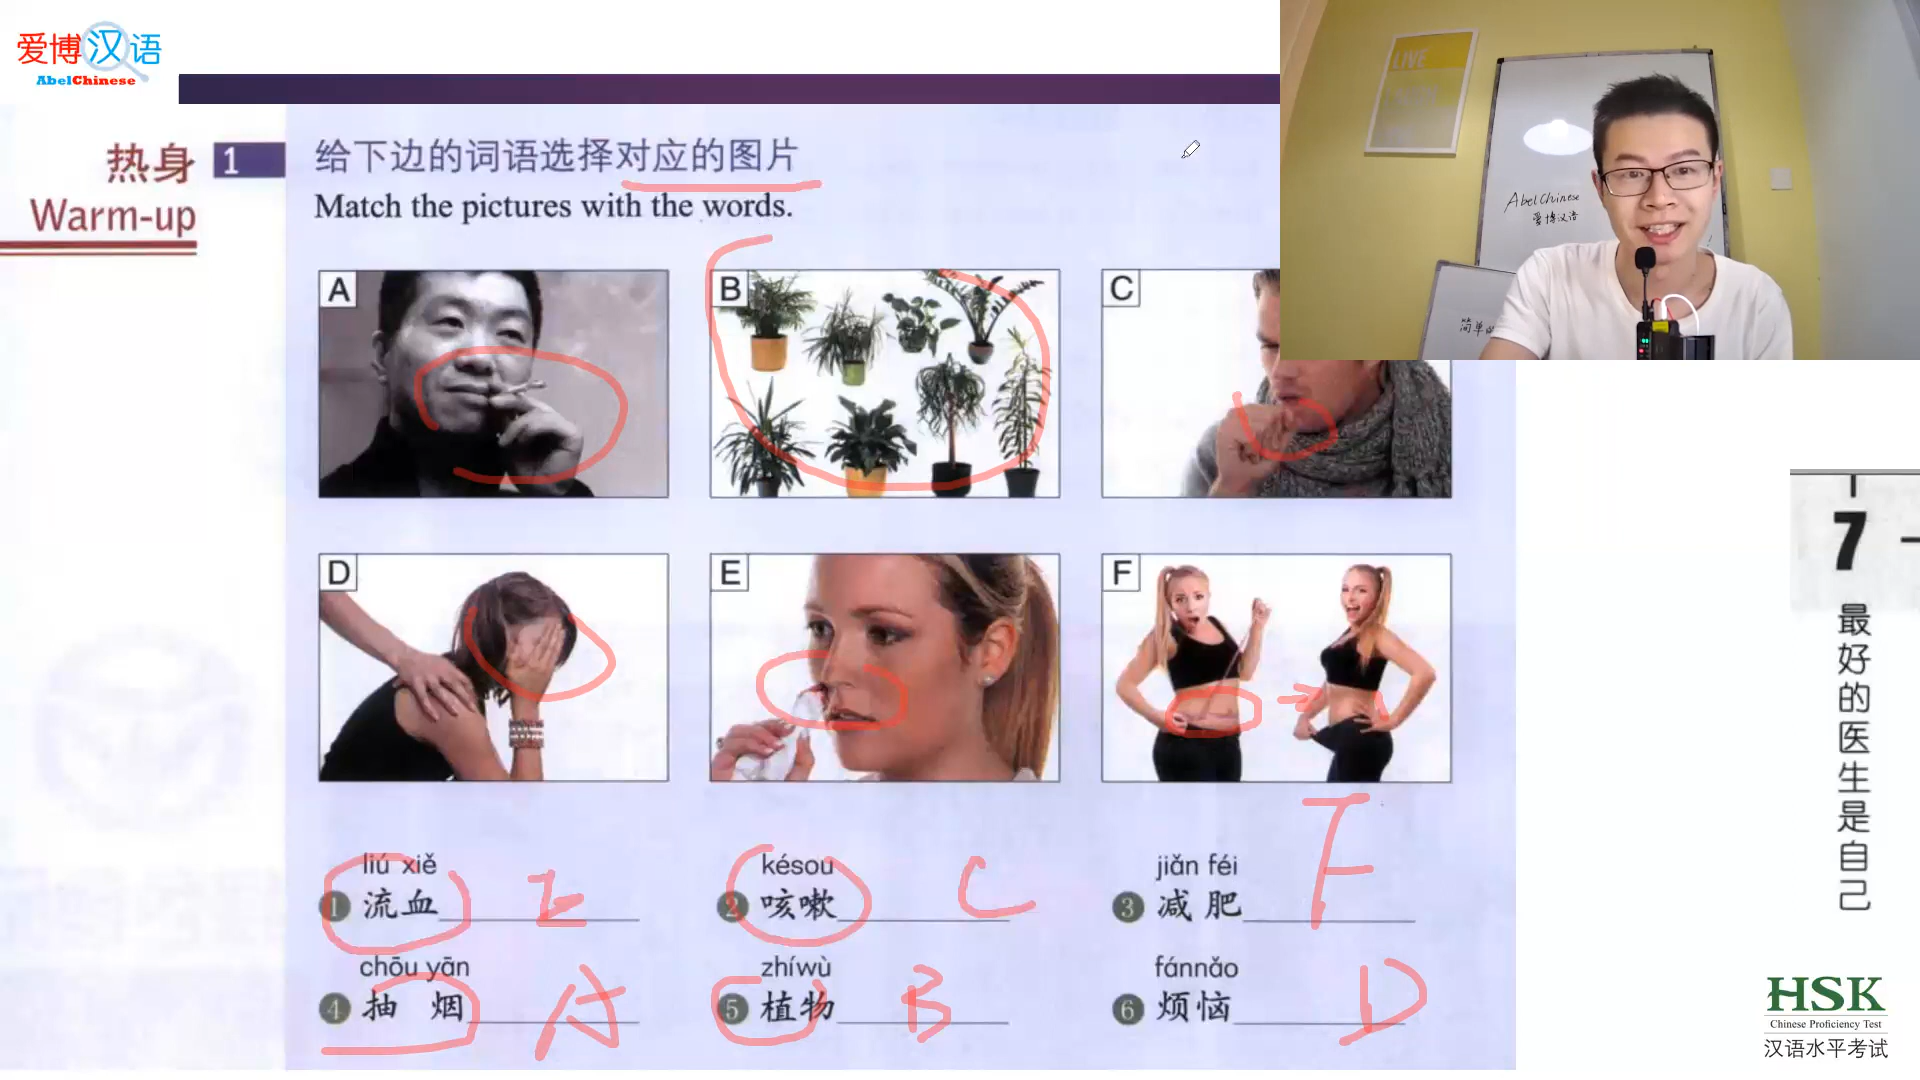 爱博汉语
AbelChinese
热身 1
Warm-up
给下边的词语选择对应的图片
Match the pictures with the words.
LIVE
AbelChinese
爱博汉语
简单
A
B
C
D
E
F
liú xiě
1 流血 E
késou
2 咳嗽 C
jiǎn féi
3 减肥 F
chōu yān
4 抽烟 A
zhíwù
5 植物 B
fánnǎo
6 烦恼 D
7
最好的医生是自己
HSK
Chinese Proficiency Test
汉语水平考试